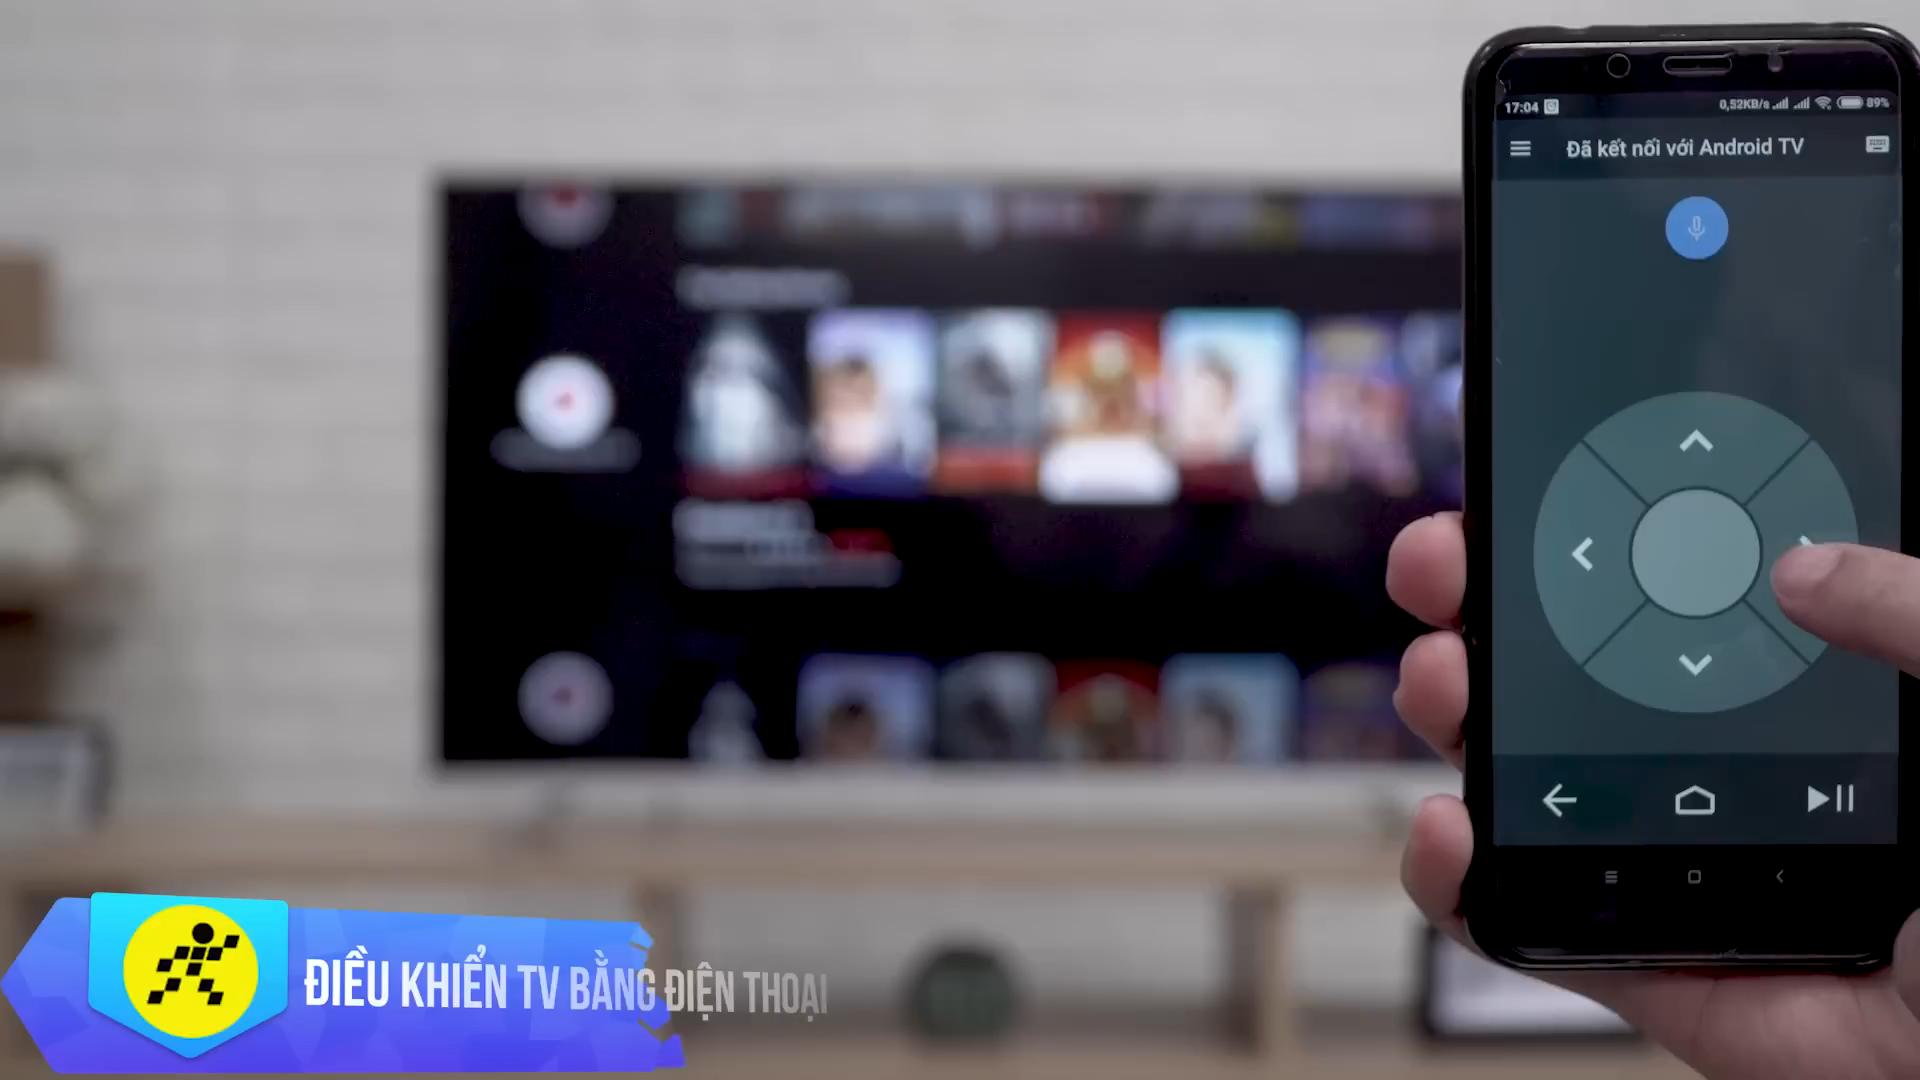 17:04
0,52KB/s
89%
Đã kết nối với Android TV
ĐIỀU KHIỂN TV BẰNG ĐIỆN THOẠI